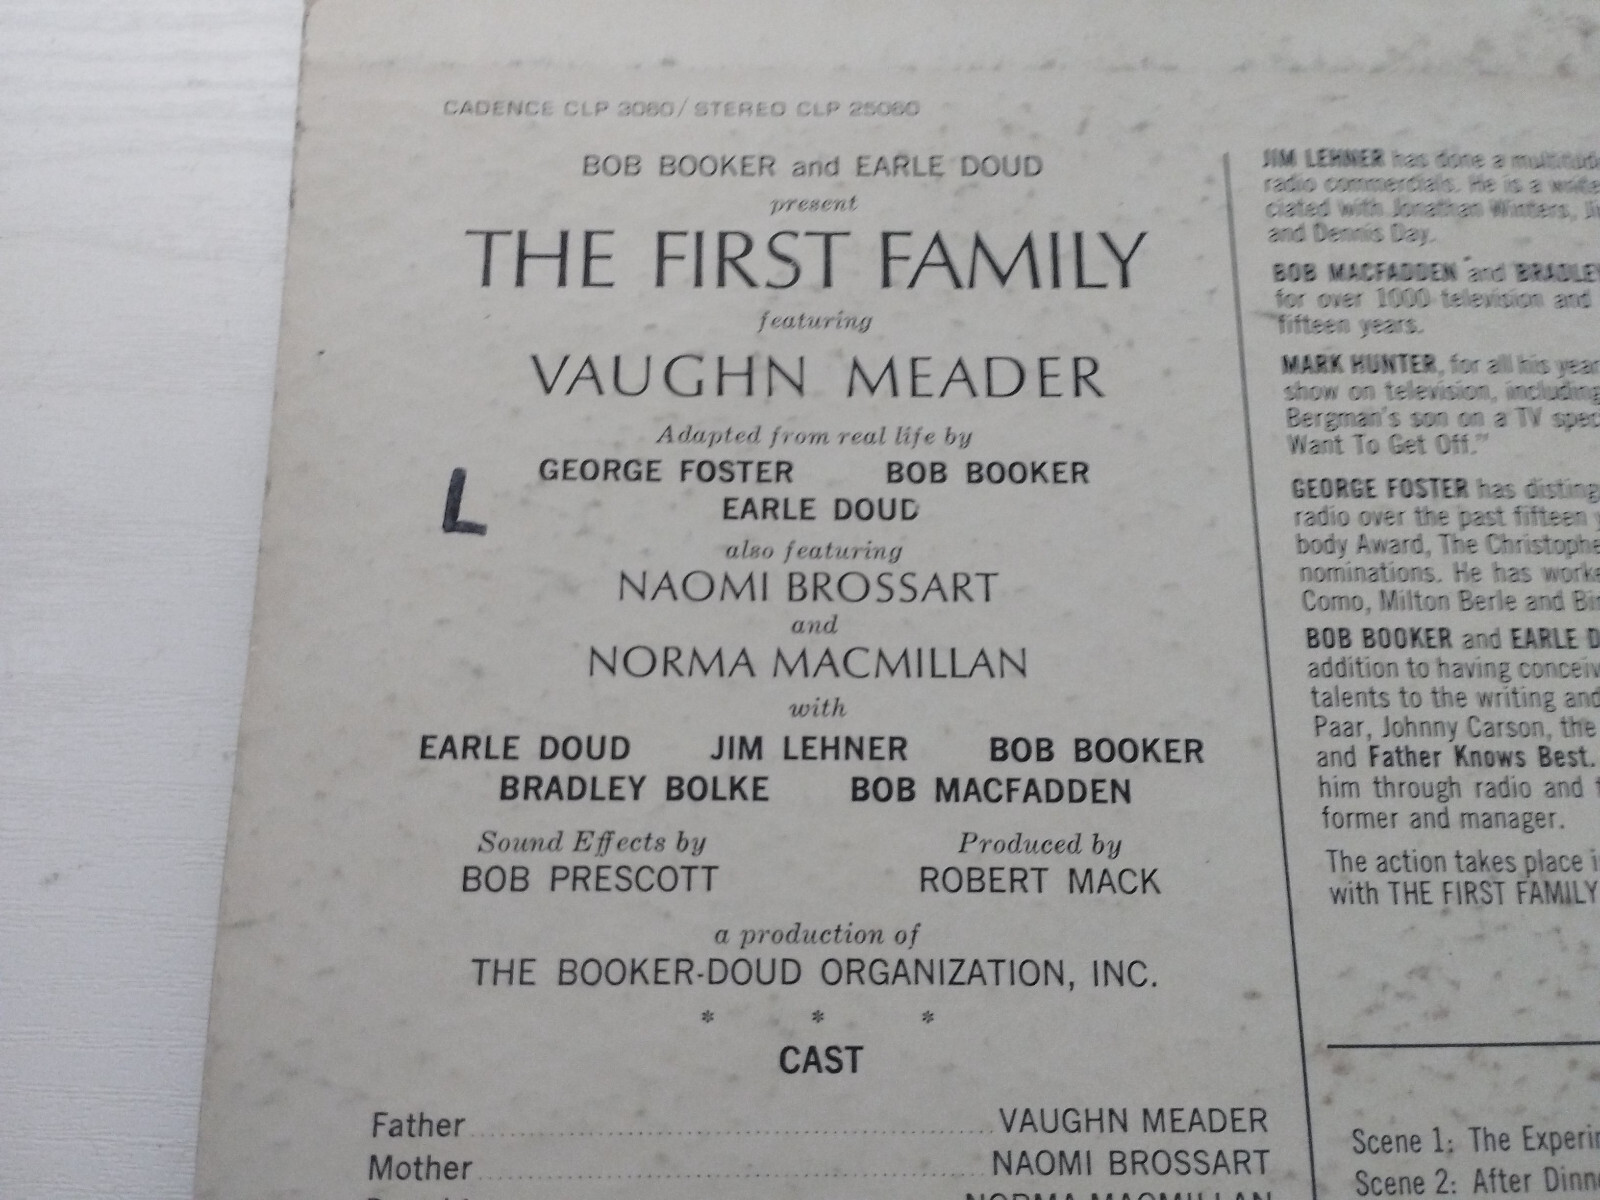 CADENCE CLP 3060/ STEREO CLP 25060
BOB BOOKER and EARLE DOUD
present
THE FIRST FAMILY
featuring
VAUGHN MEADER
Adapted from real life by
GEORGE FOSTER BOB BOOKER
EARLE DOUD
L
also featuring
NAOMI BROSSART
and
NORMA MACMILLAN
with
EARLE DOUD JIM LEHNER BOB BOOKER
BRADLEY BOLKE BOB MACFADDEN
Sound Effects by Produced by
BOB PRESCOTT ROBERT MACK
a production of
THE BOOKER-DOUD ORGANIZATION, INC.
* * *
CAST
Father VAUGHN MEADER
Mother NAOMI BROSSART
NORMA MACMILLAN
JIM LEHNER has done a
radio commercials. He is a
ciated with Jonathan Winters,
and Dennis Day.
BOB MACFADDEN and BRADLEY
for over 1000 television and
fifteen years.
MARK HUNTER, for all his
show on television, including
Bergman's son on a TV
Want To Get Off."
GEORGE FOSTER has
radio over the past fifteen
body Award, The
nominations. He has
Como, Milton Berle and
BOB BOOKER and EARLE
addition to having
talents to the writing and
Paar, Johnny Carson, the
and Father Knows Best.
him through radio and
former and manager.
The action takes place
with THE FIRST FAMILY
Scene 1: The
Scene 2: After